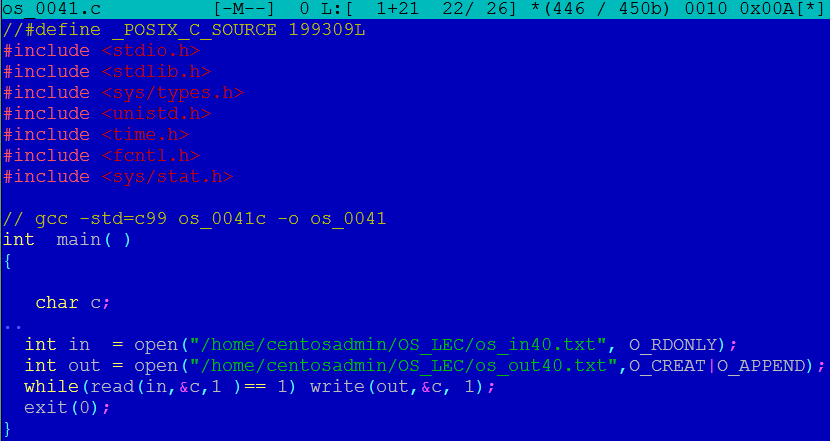 os_0041.c [-M--] 0 L:[ 1+21 22/ 26] *(446 / 450b) 0010 0x00A[*]
//#define _POSIX_C_SOURCE 199309L
#include <stdio.h>
#include <stdlib.h>
#include <sys/types.h>
#include <unistd.h>
#include <time.h>
#include <fcntl.h>
#include <sys/stat.h>
// gcc -std=c99 os_0041c -o os_0041
int  main( )
{
   char c;
..
  int in  = open("/home/centosadmin/OS_LEC/os_in40.txt", O_RDONLY);
  int out = open("/home/centosadmin/OS_LEC/os_out40.txt",O_CREAT|O_APPEND);
  while(read(in,&c,1 )== 1) write(out,&c, 1);
  exit(0);
}